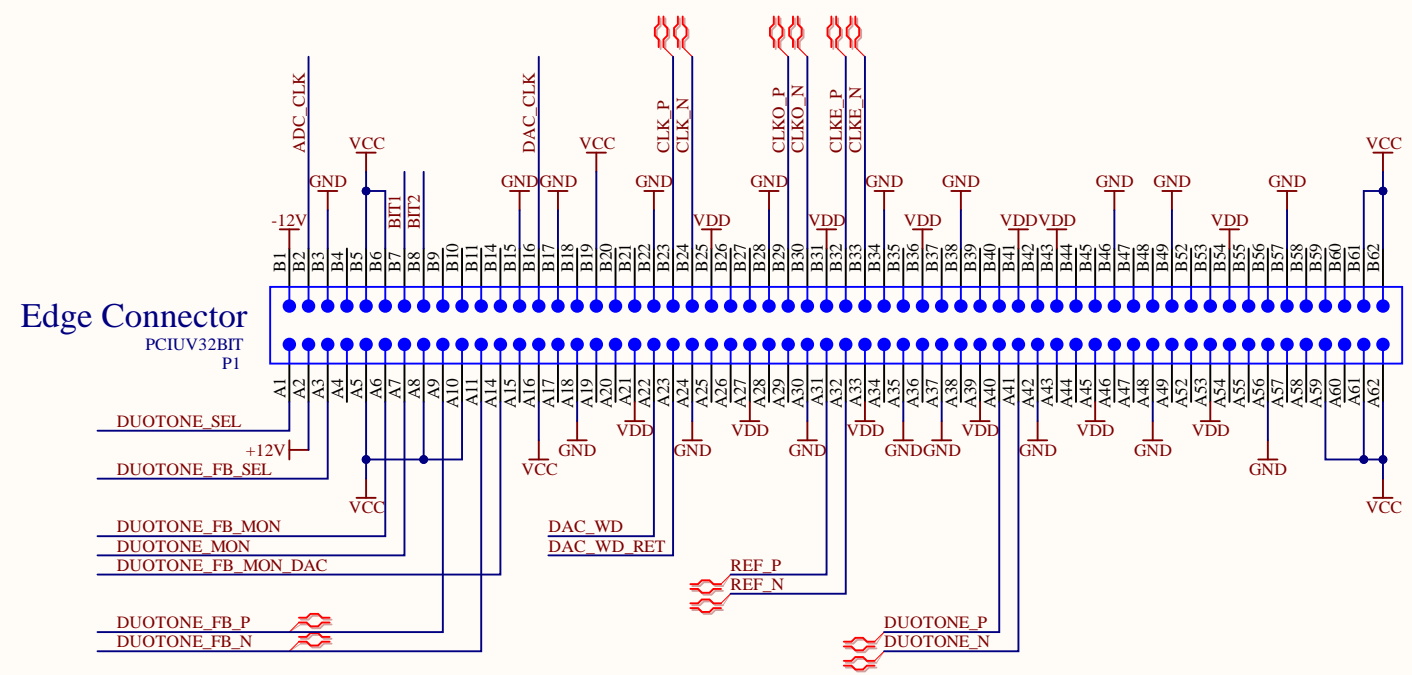 ADC_CLK
DAC_CLK
CLK_P
CLK_N
CLKO_P
CLKO_N
CLKE_P
CLKE_N
VCC
VCC
VCC
GND
BIT1
BIT2
GND
GND
GND
GND
GND
GND
GND
GND
GND
-12V
VDD
VDD
VDD
VDD
VDD
VDD
B1 B2 B3 B4 B5 B6 B7 B8 B9 B10 B11 B14 B15 B16 B17 B18 B19 B20 B21 B22 B23 B24 B25 B26 B27 B28 B29 B30 B31 B32 B33 B34 B35 B36 B37 B38 B39 B40 B41 B42 B43 B44 B45 B46 B47 B48 B49 B52 B53 B54 B55 B56 B57 B58 B59 B60 B61 B62
Edge Connector
PCIUV32BIT
P1
A1 A2 A3 A4 A5 A6 A7 A8 A9 A10 A11 A14 A15 A16 A17 A18 A19 A20 A21 A22 A23 A24 A25 A26 A27 A28 A29 A30 A31 A32 A33 A34 A35 A36 A37 A38 A39 A40 A41 A42 A43 A44 A45 A46 A47 A48 A49 A52 A53 A54 A55 A56 A57 A58 A59 A60 A61 A62
DUOTONE_SEL
VDD
VDD
VDD
VDD
VDD
VDD
+12V
GND
GND
GND
GND
GND
GND
GND
DUOTONE_FB_SEL
VCC
GND
VCC
VCC
DUOTONE_FB_MON
DAC_WD
DUOTONE_MON
DAC_WD_RET
DUOTONE_FB_MON_DAC
REF_P
REF_N
DUOTONE_FB_P
DUOTONE_P
DUOTONE_FB_N
DUOTONE_N